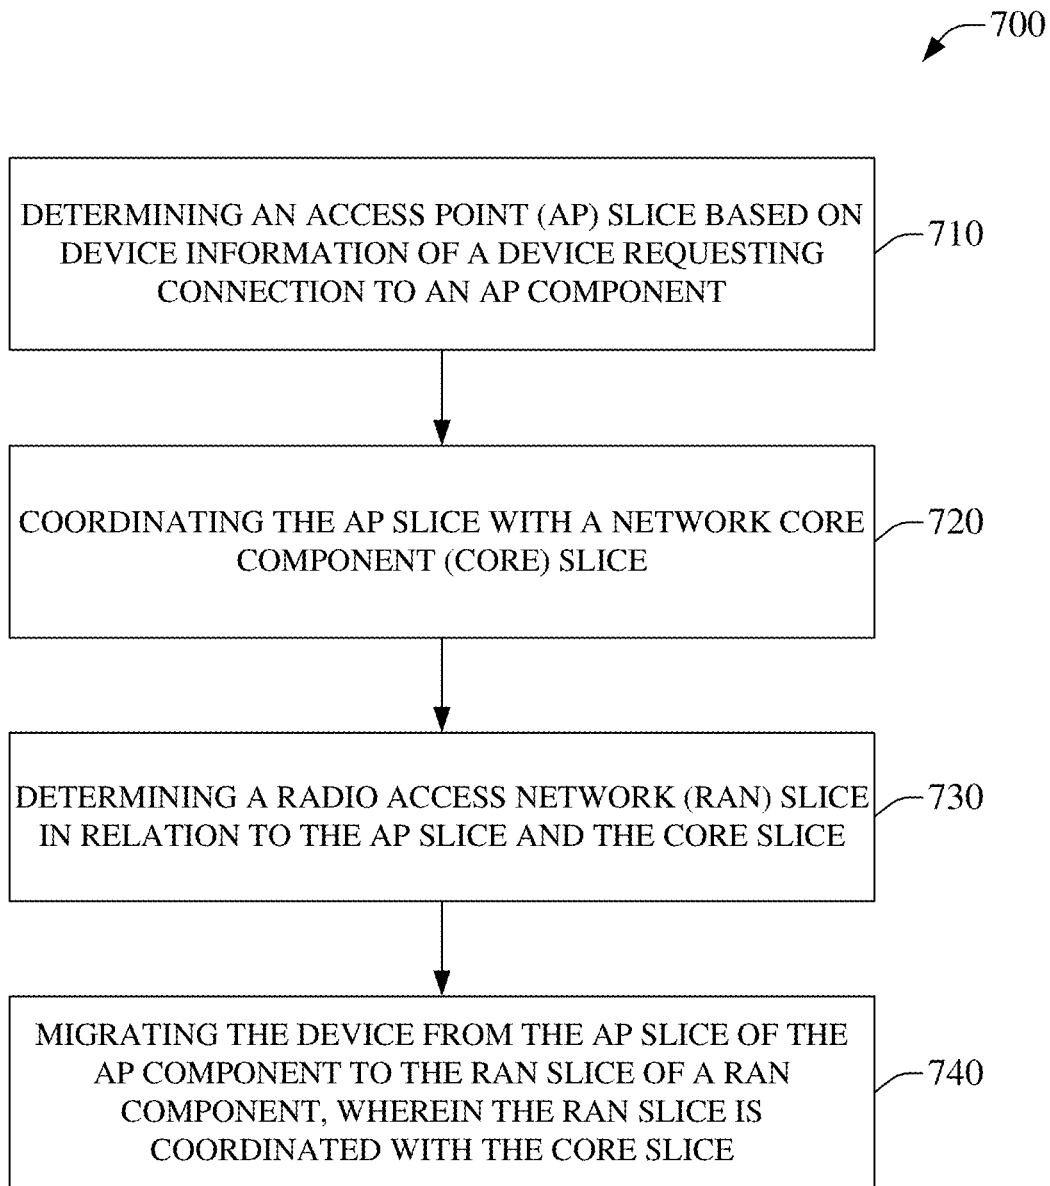 700
DETERMINING AN ACCESS POINT (AP) SLICE BASED ON
DEVICE INFORMATION OF A DEVICE REQUESTING
CONNECTION TO AN AP COMPONENT
710
COORDINATING THE AP SLICE WITH A NETWORK CORE
COMPONENT (CORE) SLICE
720
DETERMINING A RADIO ACCESS NETWORK (RAN) SLICE
IN RELATION TO THE AP SLICE AND THE CORE SLICE
730
MIGRATING THE DEVICE FROM THE AP SLICE OF THE
AP COMPONENT TO THE RAN SLICE OF A RAN
COMPONENT, WHEREIN THE RAN SLICE IS
COORDINATED WITH THE CORE SLICE
740